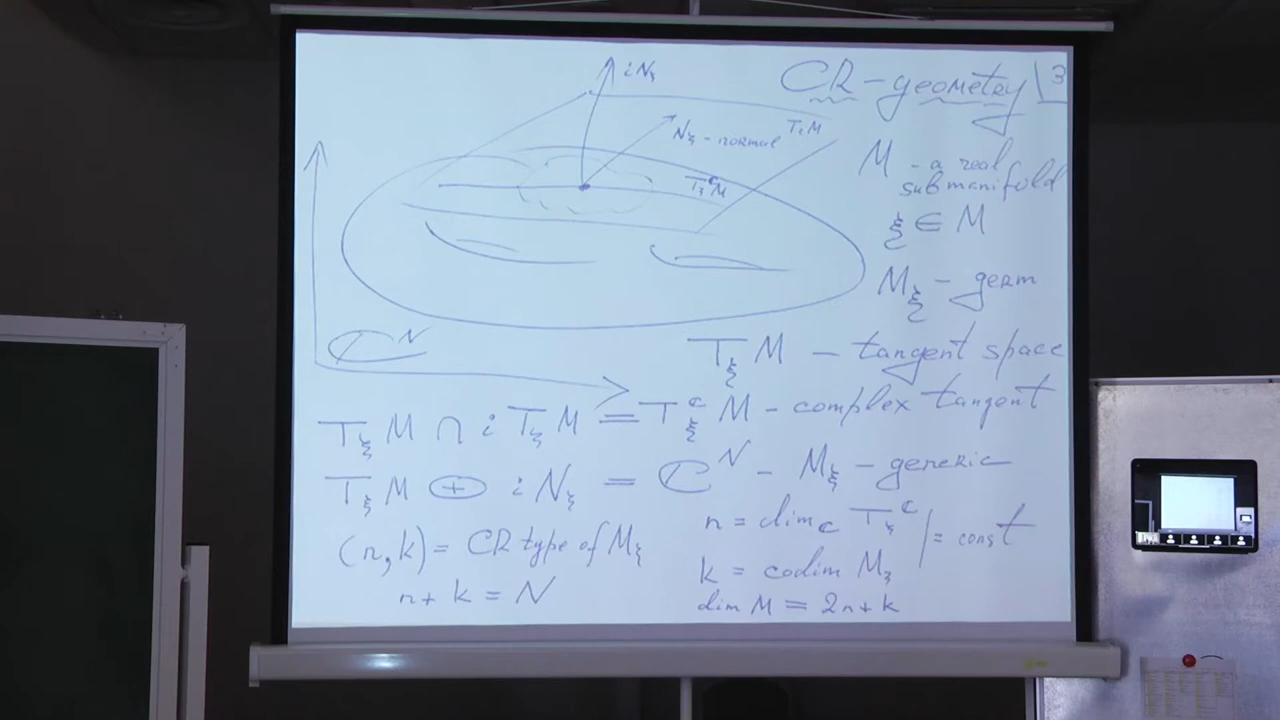 CR-geometry 3
iN_ξ
N_ξ - normal
T_ξ M
T_ξ^c M
M - a real
submanifold
ξ ∈ M
M_ξ - germ
ℂ^N
T_ξ M - tangent space
T_ξ M ∩ i T_ξ M = T_ξ^c M - complex tangent
T_ξ M ⊕ i N_ξ = ℂ^N - M_ξ - generic
(n,k) = CR type of M_ξ
n + k = N
n = dim_C T_ξ^c | = const
k = codim M_ξ
dim M = 2n+k